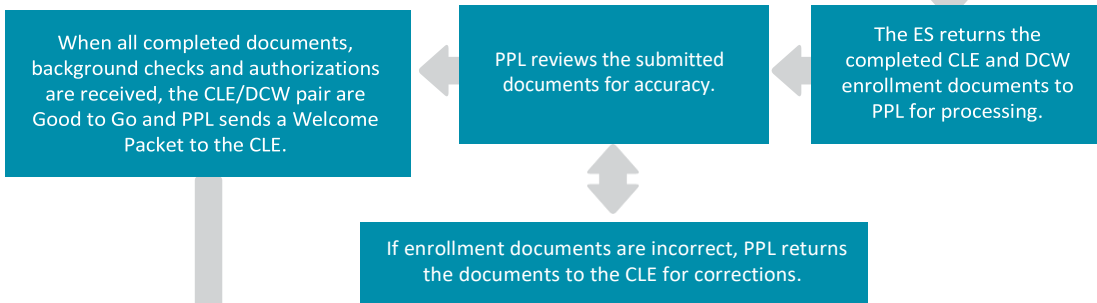 When all completed documents,
background checks and authorizations
are received, the CLE/DCW pair are
Good to Go and PPL sends a Welcome
Packet to the CLE.
PPL reviews the submitted
documents for accuracy.
The ES returns the
completed CLE and DCW
enrollment documents to
PPL for processing.
If enrollment documents are incorrect, PPL returns
the documents to the CLE for corrections.